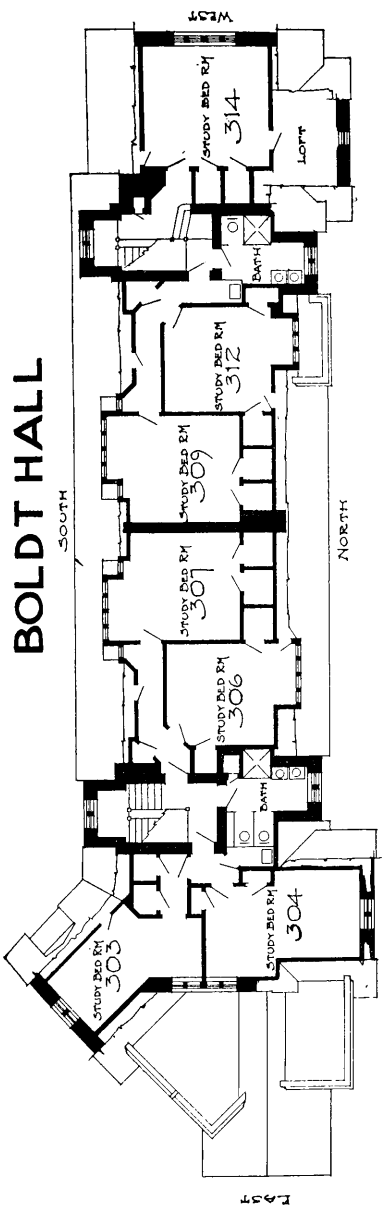 WEST
STUDY BED RM
314
LOFT
BATH
STUDY BED RM
312
BOLDT HALL
SOUTH
STUDY BED RM
309
NORTH
STUDY BED RM
307
STUDY BED RM
306
BATH
STUDY BED RM
304
STUDY BED RM
303
EAST